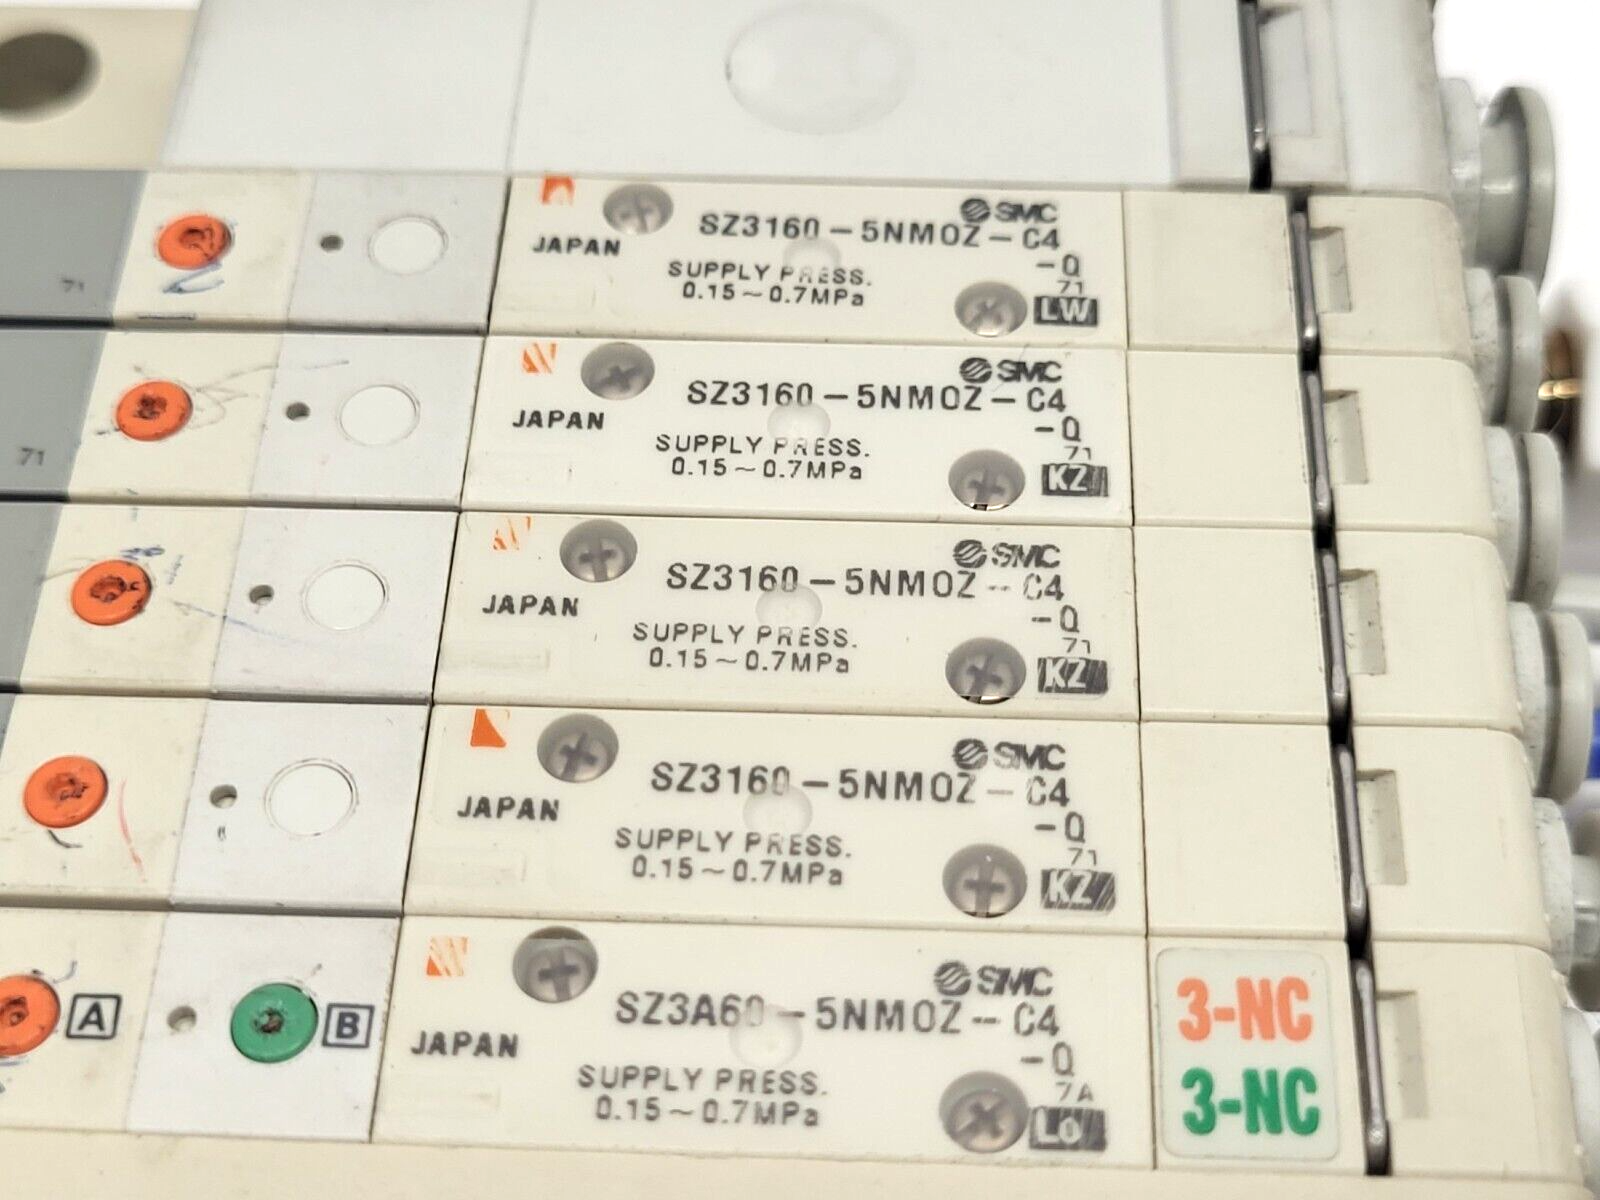 SMC
SZ3160-5NMOZ-C4
JAPAN
-Q
SUPPLY PRESS.
71
71
0.15~0.7MPa
LW
SMC
SZ3160-5NMOZ-C4
JAPAN
-Q
SUPPLY PRESS.
71
71
0.15~0.7MPa
KZ
SMC
SZ3160-5NMOZ-C4
JAPAN
-Q
SUPPLY PRESS.
71
0.15~0.7MPa
KZ
SMC
SZ3160-5NMOZ-C4
JAPAN
-Q
SUPPLY PRESS.
71
0.15~0.7MPa
KZ
SMC
SZ3A60-5NMOZ-C4
3-NC
A
B
JAPAN
-Q
SUPPLY PRESS.
7A
3-NC
0.15~0.7MPa
Lo